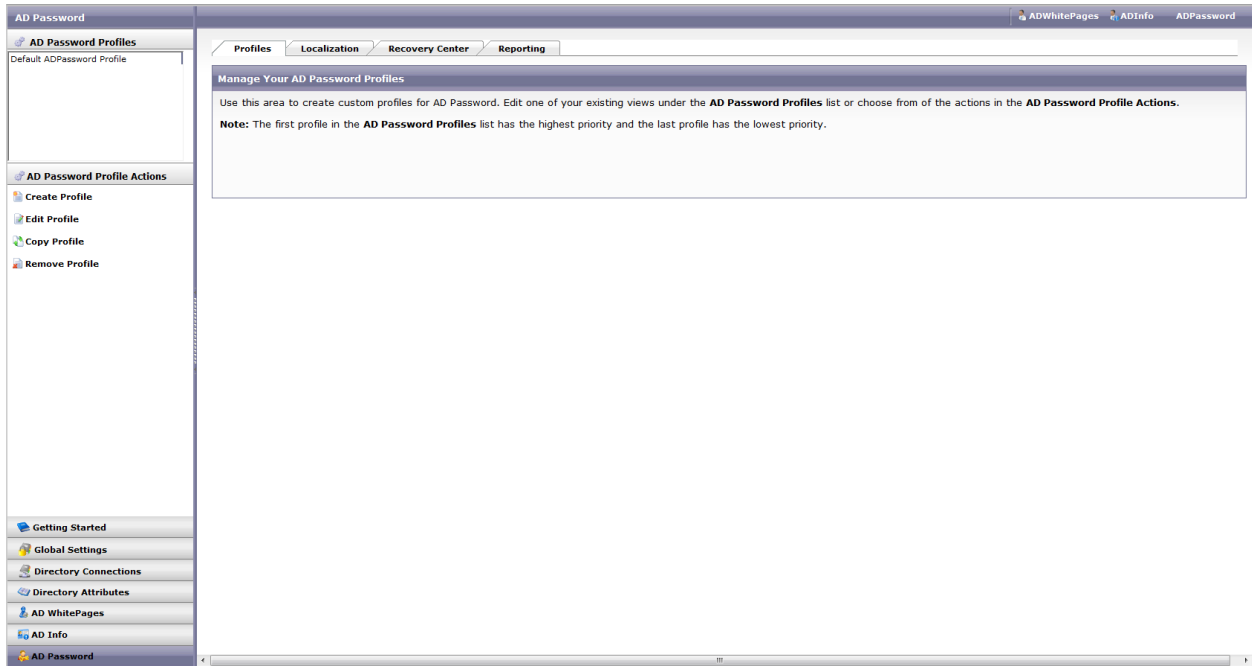 AD Password
ADWhitePages ADInfo ADPassword
AD Password Profiles
Default ADPassword Profile
Profiles Localization Recovery Center Reporting
Manage Your AD Password Profiles
Use this area to create custom profiles for AD Password. Edit one of your existing views under the AD Password Profiles list or choose from of the actions in the AD Password Profile Actions.
Note: The first profile in the AD Password Profiles list has the highest priority and the last profile has the lowest priority.
AD Password Profile Actions
Create Profile
Edit Profile
Copy Profile
Remove Profile
Getting Started
Global Settings
Directory Connections
Directory Attributes
AD WhitePages
AD Info
AD Password